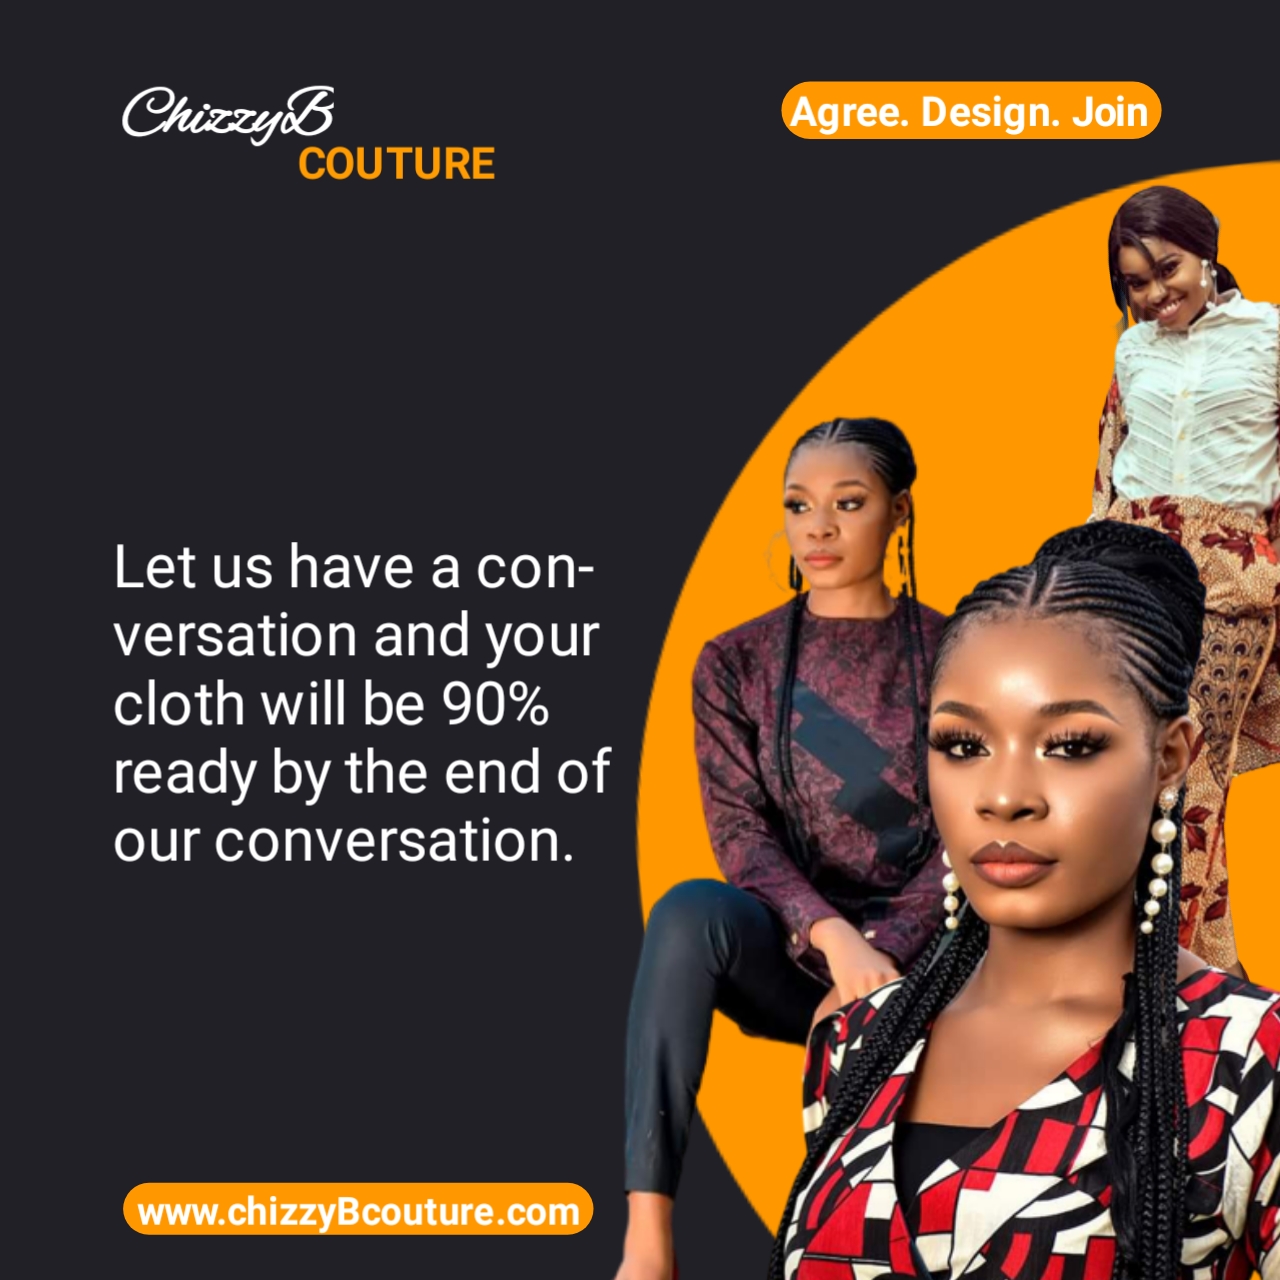 ChizzyB
COUTURE
Agree. Design. Join
Let us have a con-
versation and your
cloth will be 90%
ready by the end of
our conversation.
www.chizzyBcouture.com